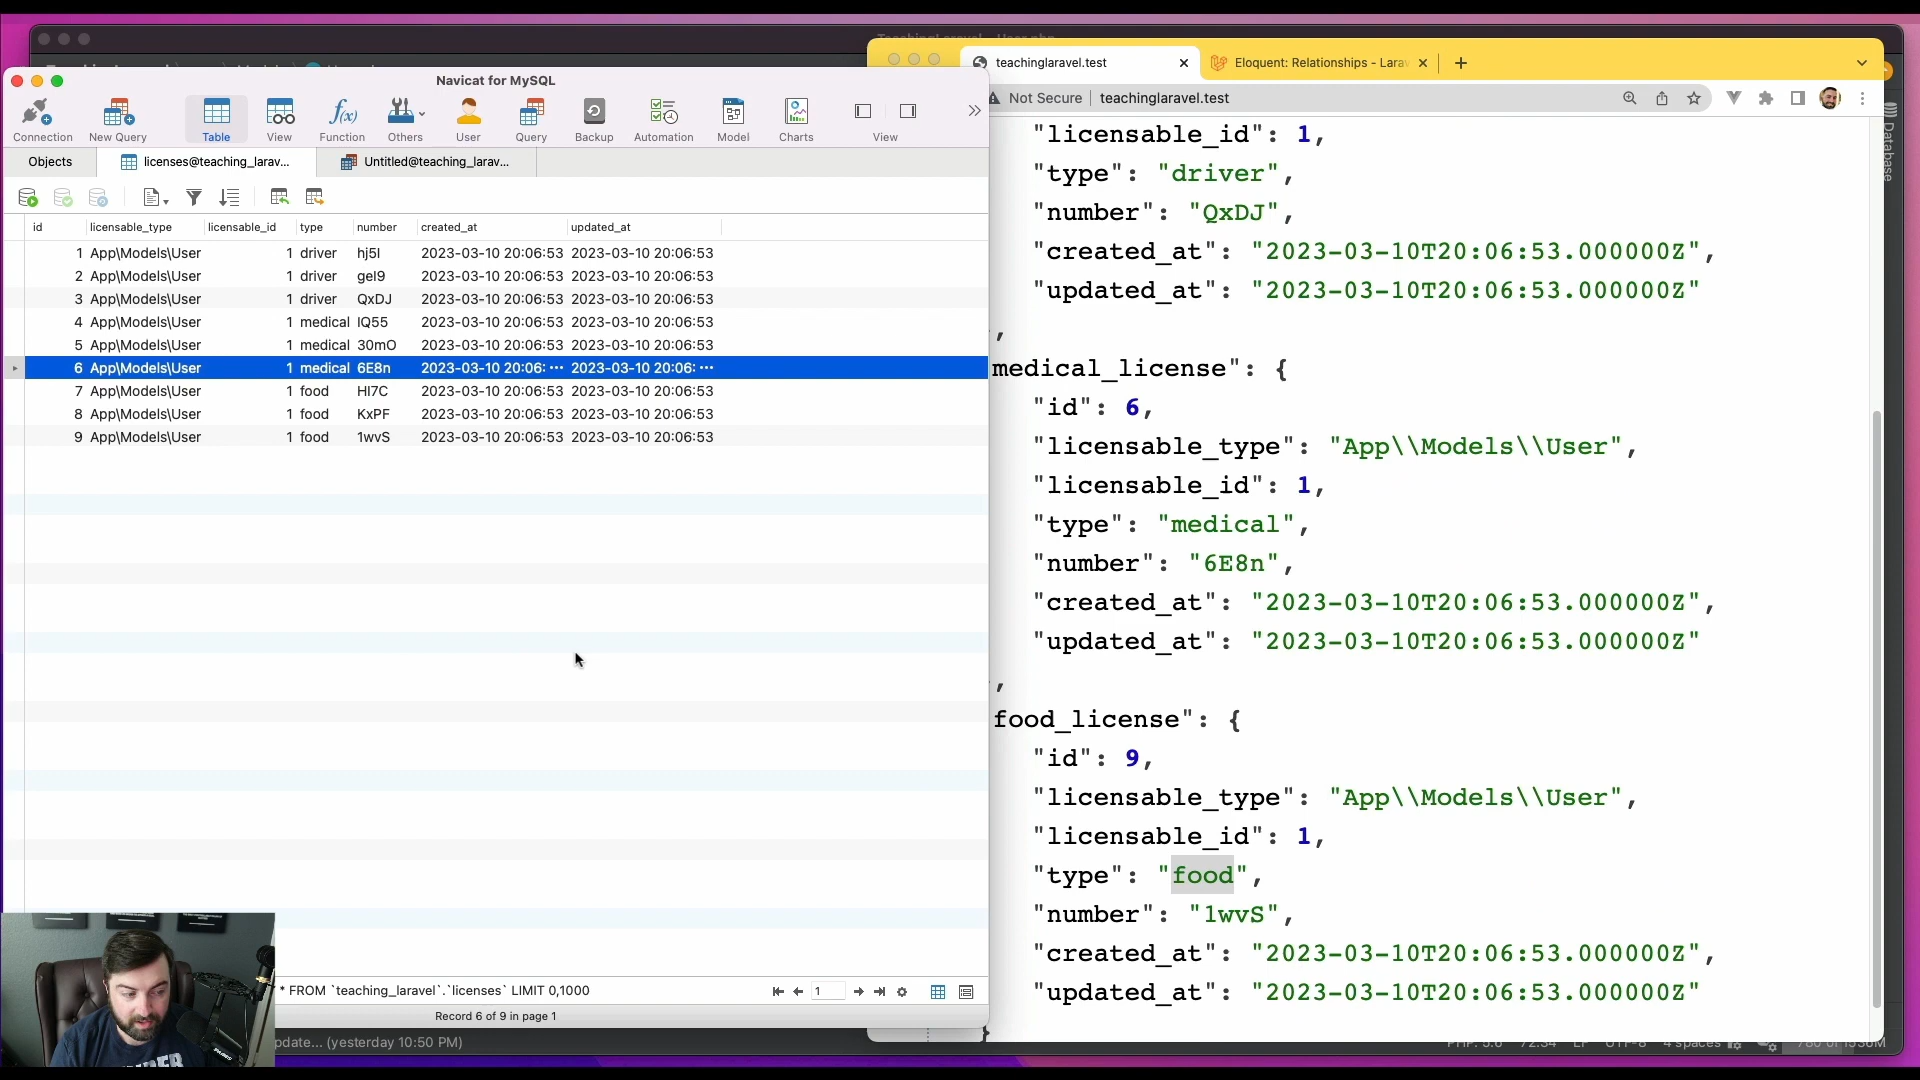 Navicat for MySQL
Connection
New Query
Table
View
Function
Others
User
Query
Backup
Automation
Model
Charts
View
Objects
licenses@teaching_larav...
Untitled@teaching_larav...
id licensable_type licensable_id type number created_at updated_at
1 App\Models\User 1 driver hj5l 2023-03-10 20:06:53 2023-03-10 20:06:53
2 App\Models\User 1 driver gel9 2023-03-10 20:06:53 2023-03-10 20:06:53
3 App\Models\User 1 driver QxDJ 2023-03-10 20:06:53 2023-03-10 20:06:53
4 App\Models\User 1 medical IQ55 2023-03-10 20:06:53 2023-03-10 20:06:53
5 App\Models\User 1 medical 30mO 2023-03-10 20:06:53 2023-03-10 20:06:53
6 App\Models\User 1 medical 6E8n 2023-03-10 20:06: ··· 2023-03-10 20:06: ···
7 App\Models\User 1 food HI7C 2023-03-10 20:06:53 2023-03-10 20:06:53
8 App\Models\User 1 food KxPF 2023-03-10 20:06:53 2023-03-10 20:06:53
9 App\Models\User 1 food 1wvS 2023-03-10 20:06:53 2023-03-10 20:06:53
* FROM `teaching_laravel`.`licenses` LIMIT 0,1000
1
Record 6 of 9 in page 1
pdate... (yesterday 10:50 PM)
teachinglaravel.test
Eloquent: Relationships - Larav
Not Secure | teachinglaravel.test
"licensable_id": 1,
"type": "driver",
"number": "QxDJ",
"created_at": "2023-03-10T20:06:53.000000Z",
"updated_at": "2023-03-10T20:06:53.000000Z"
,
medical_license": {
"id": 6,
"licensable_type": "App\\Models\\User",
"licensable_id": 1,
"type": "medical",
"number": "6E8n",
"created_at": "2023-03-10T20:06:53.000000Z",
"updated_at": "2023-03-10T20:06:53.000000Z"
,
food_license": {
"id": 9,
"licensable_type": "App\\Models\\User",
"licensable_id": 1,
"type": "food",
"number": "1wvS",
"created_at": "2023-03-10T20:06:53.000000Z",
"updated_at": "2023-03-10T20:06:53.000000Z"
}
Database